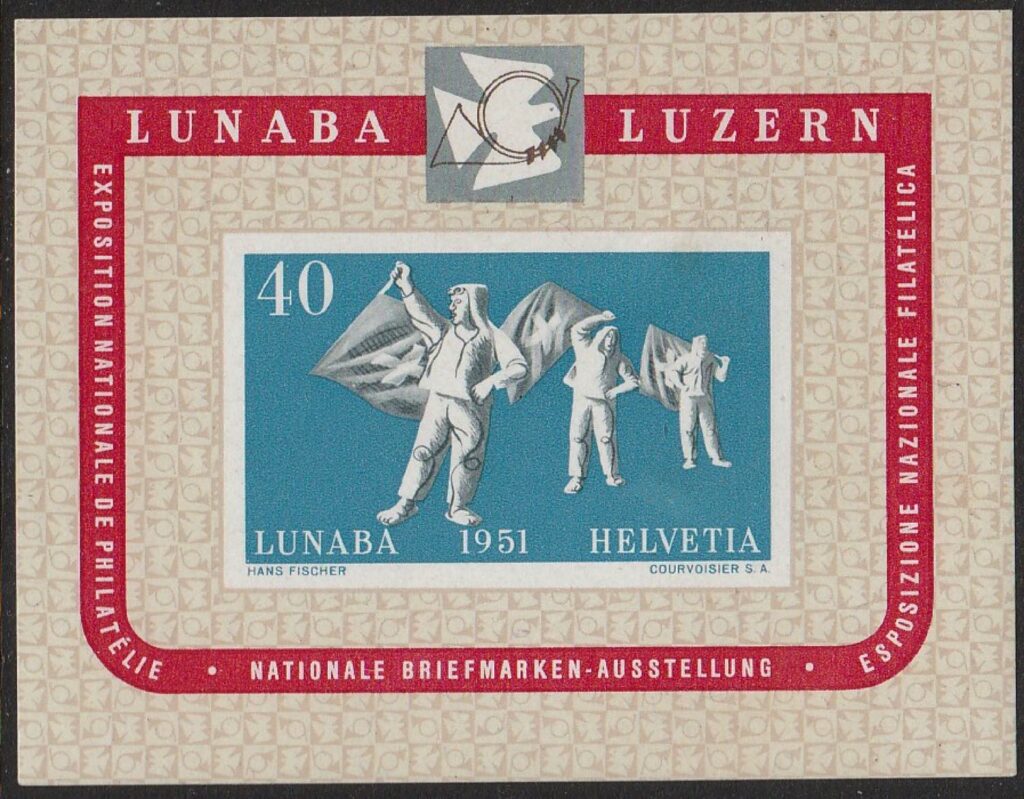 LUNABA LUZERN
EXPOSITION NATIONALE DE PHILATÉLIE
ESPOSIZIONE NAZIONALE FILATELICA
40
LUNABA 1951 HELVETIA
HANS FISCHER COURVOISIER S. A.
• NATIONALE BRIEFMARKEN-AUSSTELLUNG •